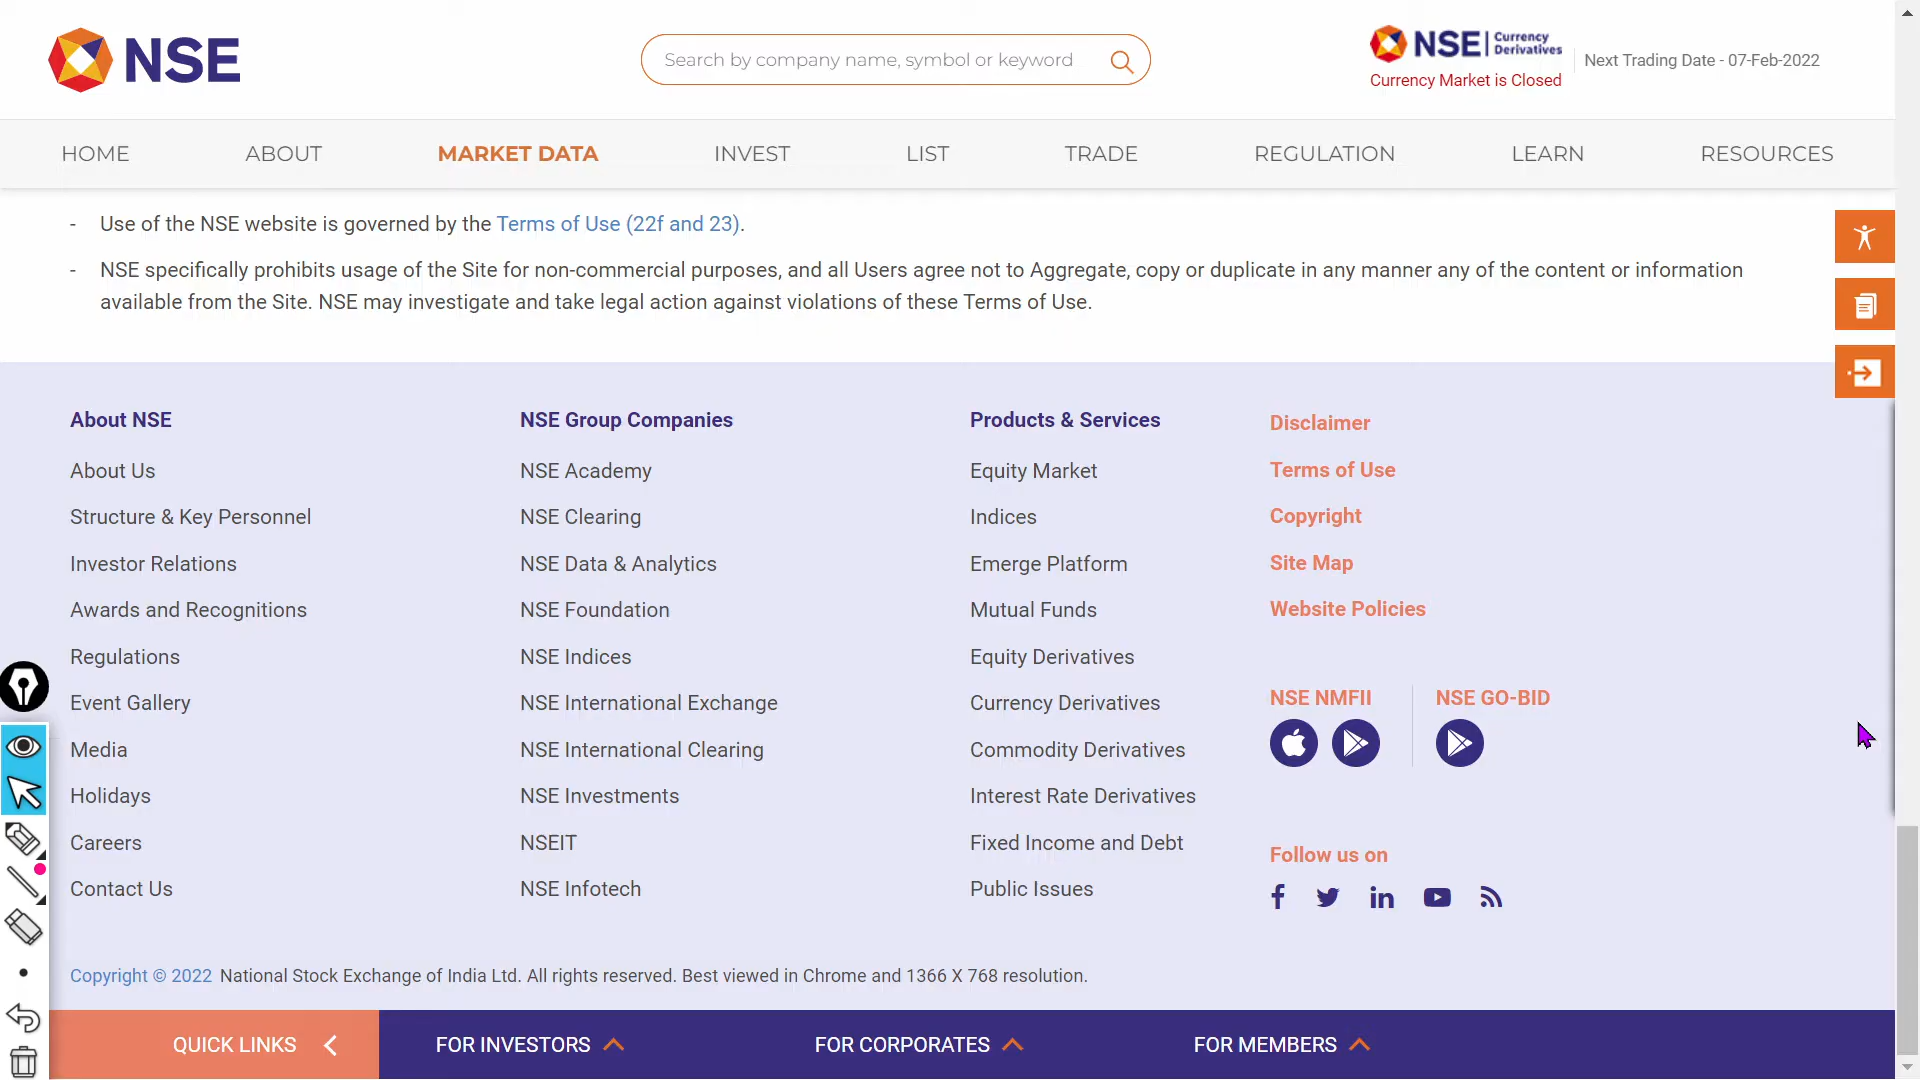 NSE
Search by company name, symbol or keyword
NSE Currency Derivatives
Currency Market is Closed
Next Trading Date - 07-Feb-2022
HOME ABOUT MARKET DATA INVEST LIST TRADE REGULATION LEARN RESOURCES
- Use of the NSE website is governed by the Terms of Use (22f and 23).
- NSE specifically prohibits usage of the Site for non-commercial purposes, and all Users agree not to Aggregate, copy or duplicate in any manner any of the content or information
available from the Site. NSE may investigate and take legal action against violations of these Terms of Use.
About NSE
About Us
Structure & Key Personnel
Investor Relations
Awards and Recognitions
Regulations
Event Gallery
Media
Holidays
Careers
Contact Us
NSE Group Companies
NSE Academy
NSE Clearing
NSE Data & Analytics
NSE Foundation
NSE Indices
NSE International Exchange
NSE International Clearing
NSE Investments
NSEIT
NSE Infotech
Products & Services
Equity Market
Indices
Emerge Platform
Mutual Funds
Equity Derivatives
Currency Derivatives
Commodity Derivatives
Interest Rate Derivatives
Fixed Income and Debt
Public Issues
Disclaimer
Terms of Use
Copyright
Site Map
Website Policies
NSE NMFII
NSE GO-BID
Follow us on
Copyright © 2022 National Stock Exchange of India Ltd. All rights reserved. Best viewed in Chrome and 1366 X 768 resolution.
QUICK LINKS FOR INVESTORS FOR CORPORATES FOR MEMBERS